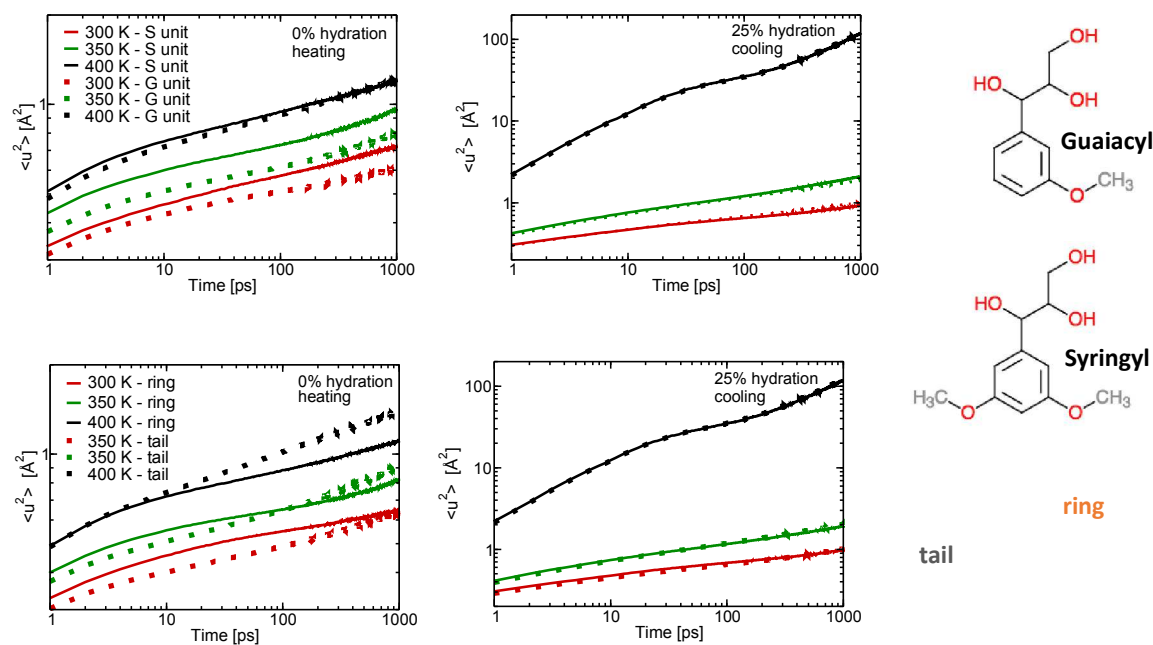 300 K - S unit
350 K - S unit
400 K - S unit
300 K - G unit
350 K - G unit
400 K - G unit
0% hydration
heating
1
<u²> [Å²]
1 10 100 1000
Time [ps]
25% hydration
cooling
100
10
1
<u²> [Å²]
1 10 100 1000
Time [ps]
OH
HO
OH
Guaiacyl
O
CH₃
300 K - ring
350 K - ring
400 K - ring
350 K - tail
350 K - tail
400 K - tail
0% hydration
heating
1
<u²> [Å²]
1 10 100 1000
Time [ps]
25% hydration
cooling
100
10
1
<u²> [Å²]
1 10 100 1000
Time [ps]
OH
HO
OH
Syringyl
H₃C
O
O
CH₃
ring
tail